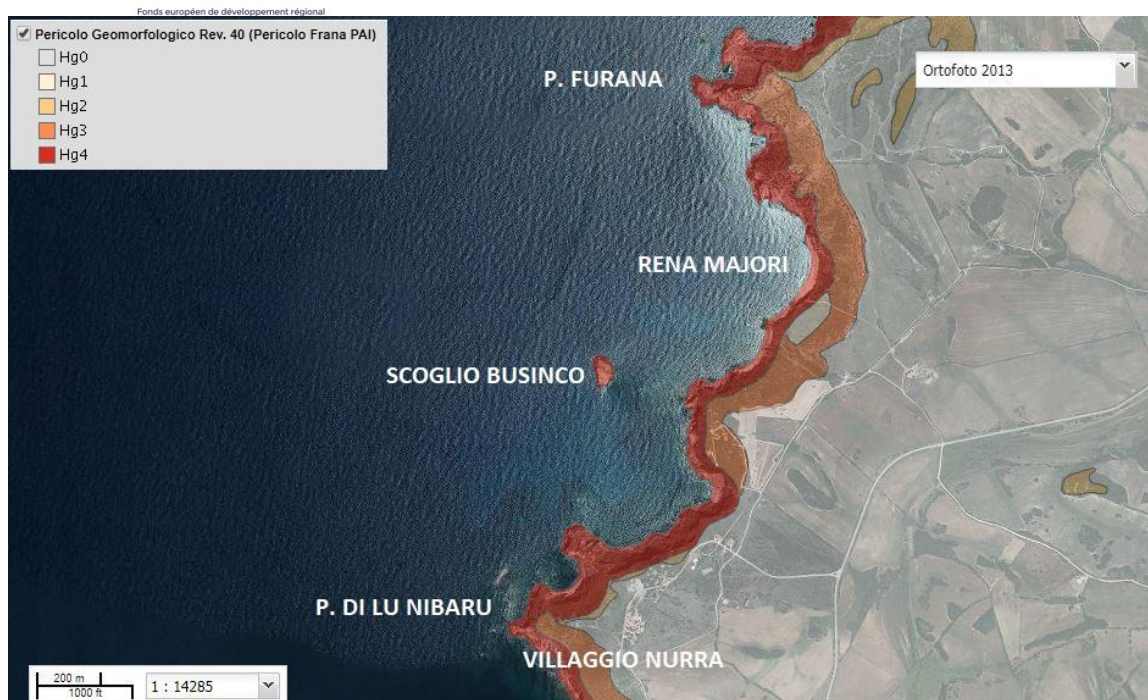 Fonds européen de développement régional
Pericolo Geomorfologico Rev. 40 (Pericolo Frana PAI)
Hg0
Hg1
Hg2
Hg3
Hg4
P. FURANA
Ortofoto 2013
RENA MAJORI
SCOGLIO BUSINCO
P. DI LU NIBARU
VILLAGGIO NURRA
200 m
1000 ft
1 : 14285